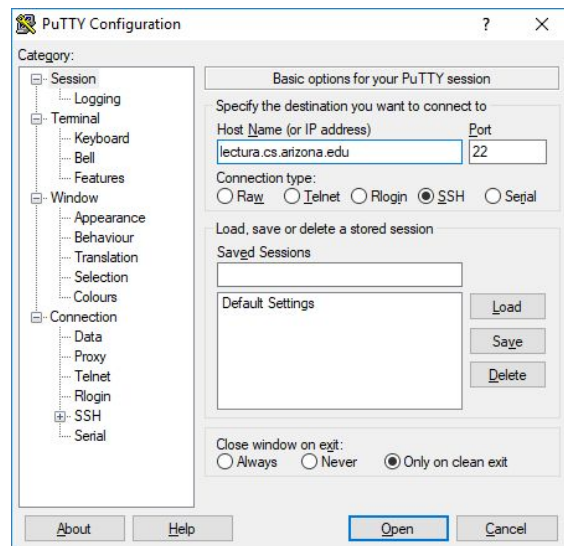 PuTTY Configuration
?
Category:
Session
Logging
Terminal
Keyboard
Bell
Features
Window
Appearance
Behaviour
Translation
Selection
Colours
Connection
Data
Proxy
Telnet
Rlogin
SSH
Serial
Basic options for your PuTTY session
Specify the destination you want to connect to
Host Name (or IP address) Port
lectura.cs.arizona.edu 22
Connection type:
Raw Telnet Rlogin SSH Serial
Load, save or delete a stored session
Saved Sessions
Default Settings
Load
Save
Delete
Close window on exit:
Always Never Only on clean exit
About Help Open Cancel